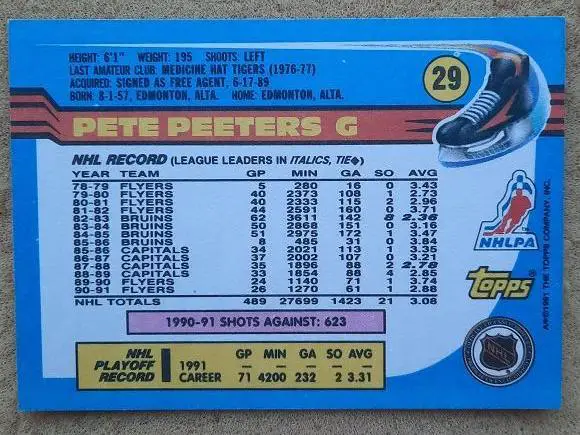 HEIGHT: 6'1" WEIGHT: 195 SHOOTS: LEFT
LAST AMATEUR CLUB: MEDICINE HAT TIGERS (1976-77)
ACQUIRED: SIGNED AS FREE AGENT, 6-17-89
BORN: 8-1-57, EDMONTON, ALTA. HOME: EDMONTON, ALTA.
29
PETE PEETERS G
NHL RECORD (LEAGUE LEADERS IN ITALICS, TIE◆)
YEAR TEAM GP MIN GA SO AVG
78-79 FLYERS 5 280 16 0 3.43
79-80 FLYERS 40 2373 108 1 2.73
80-81 FLYERS 40 2333 115 2 2.96
81-82 FLYERS 44 2591 160 0 3.71
82-83 BRUINS 62 3611 142 8 2.36
83-84 BRUINS 50 2868 151 0 3.16
84-85 BRUINS 51 2975 172 1 3.47
85-86 BRUINS 8 485 31 0 3.84
85-86 CAPITALS 34 2021 113 1 3.35
86-87 CAPITALS 37 2002 107 0 3.21
87-88 CAPITALS 35 1896 88 2 2.78
88-89 CAPITALS 33 1854 88 4 2.85
89-90 FLYERS 24 1140 71 1 3.74
90-91 FLYERS 26 1270 61 1 2.88
NHL TOTALS 489 27699 1423 21 3.08
1990-91 SHOTS AGAINST: 623
NHL PLAYOFF RECORD
GP MIN GA SO AVG
1991 — — — — —
CAREER 71 4200 232 2 3.31
NHLPA
Topps®
A®©1991 THE TOPPS COMPANY, INC.
NHL